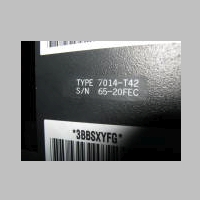 TYPE 7014-T42
S/N 65-20FEC
*3BBSXYFG*